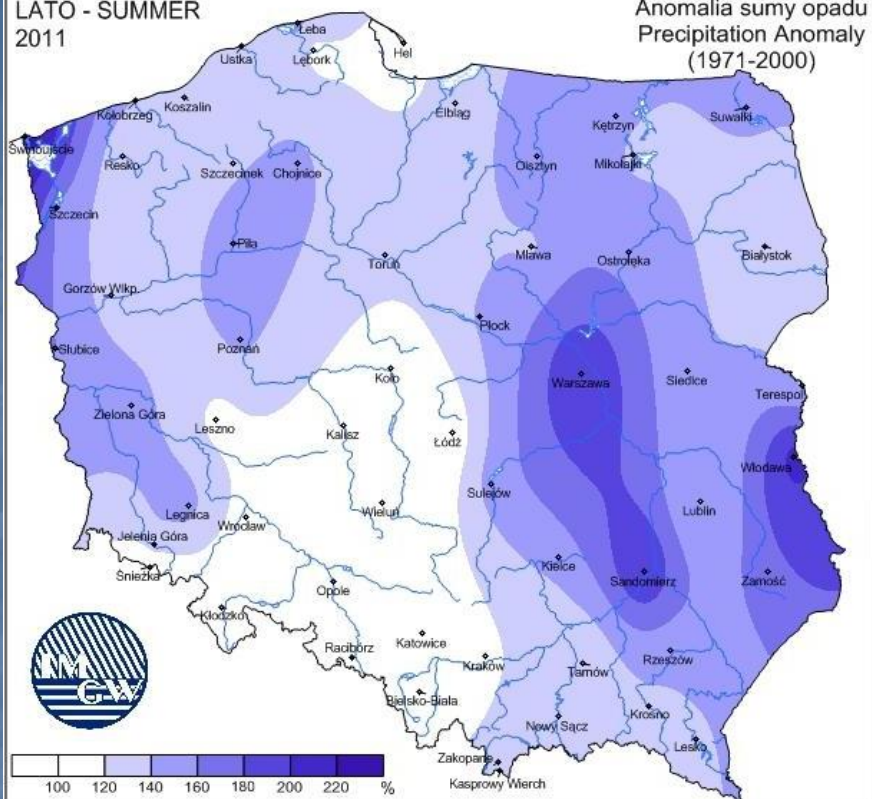 LATO - SUMMER
2011
Anomalia sumy opadu
Precipitation Anomaly
(1971-2000)
Łeba
Ustka
Lębork
Hel
Koszalin
Kołobrzeg
Elbląg
Kętrzyn
Suwałki
Świnoujście
Resko
Szczecinek
Chojnice
Olsztyn
Mikołajki
Szczecin
Piła
Toruń
Mława
Ostrołęka
Białystok
Gorzów Wlkp.
Płock
Słubice
Poznań
Koło
Warszawa
Siedlce
Terespol
Zielona Góra
Leszno
Kalisz
Łódź
Włodawa
Sulejów
Legnica
Wrocław
Wieluń
Lublin
Jelenia Góra
Śnieżka
Kielce
Sandomierz
Zamość
Opole
Kłodzko
Racibórz
Katowice
Kraków
Tarnów
Rzeszów
Bielsko-Biała
Nowy Sącz
Krosno
Lesko
Zakopane
Kasprowy Wierch
IM
GW
100 120 140 160 180 200 220 %